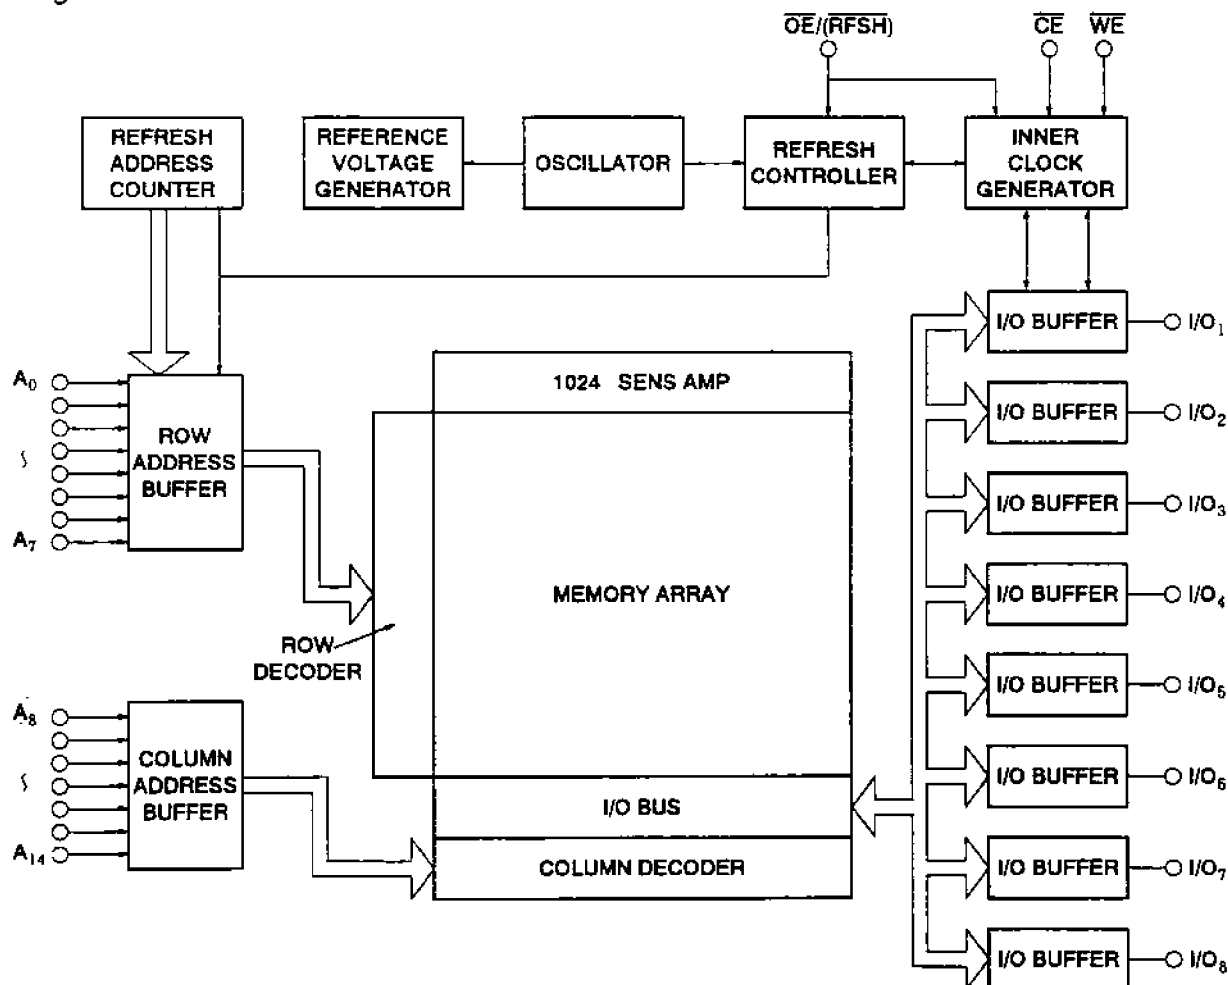 OE/(RFSH)
CE
WE
REFRESH
ADDRESS
COUNTER
REFERENCE
VOLTAGE
GENERATOR
OSCILLATOR
REFRESH
CONTROLLER
INNER
CLOCK
GENERATOR
I/O BUFFER
I/O1
1024 SENS AMP
A0
I/O BUFFER
I/O2
ROW
ADDRESS
BUFFER
I/O BUFFER
I/O3
A7
MEMORY ARRAY
I/O BUFFER
I/O4
ROW
DECODER
I/O BUFFER
I/O5
A8
COLUMN
ADDRESS
BUFFER
I/O BUFFER
I/O6
I/O BUS
A14
COLUMN DECODER
I/O BUFFER
I/O7
I/O BUFFER
I/O8